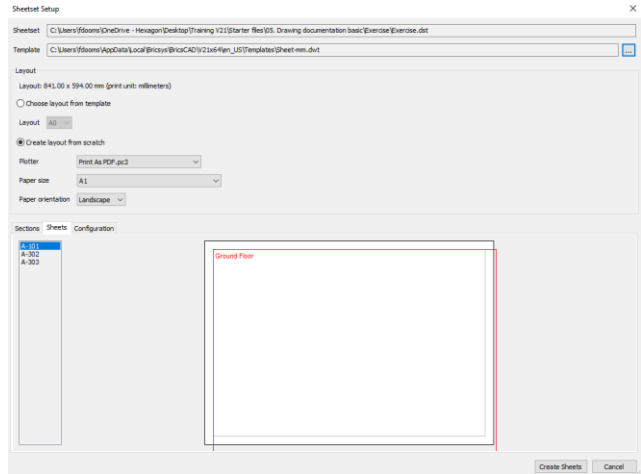 Sheetset Setup
Sheetset C:\Users\fdooms\OneDrive - Hexagon\Desktop\Training V21\Starter files\05. Drawing documentation basic\Exercise\Exercise.dst
Template C:\Users\fdooms\AppData\Local\Bricsys\BricsCAD\V21x64\en_US\Templates\Sheet-mm.dwt ...
Layout
Layout: 841.00 x 594.00 mm (print unit: millimeters)
Choose layout from template
Layout A0
Create layout from scratch
Plotter Print As PDF.pc3
Paper size A1
Paper orientation Landscape
Sections Sheets Configuration
A-101
A-302
A-303
Ground Floor
Create Sheets Cancel